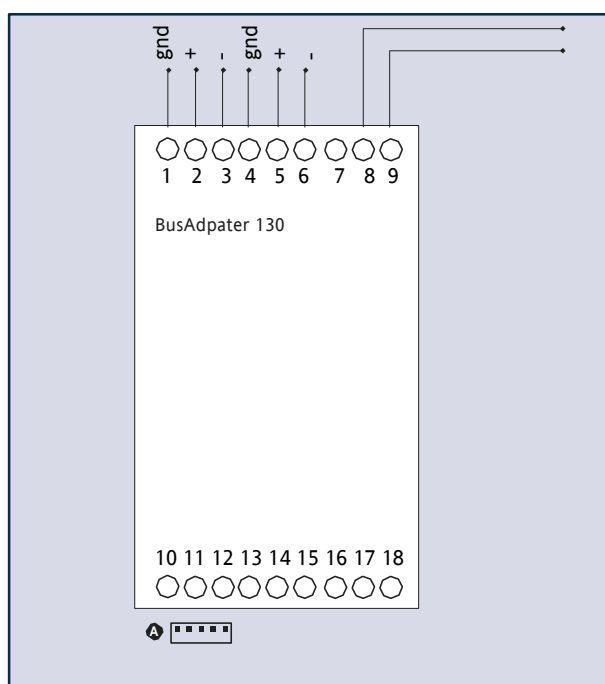 gnd + - gnd + -
1 2 3 4 5 6 7 8 9
BusAdpater 130
10 11 12 13 14 15 16 17 18
A